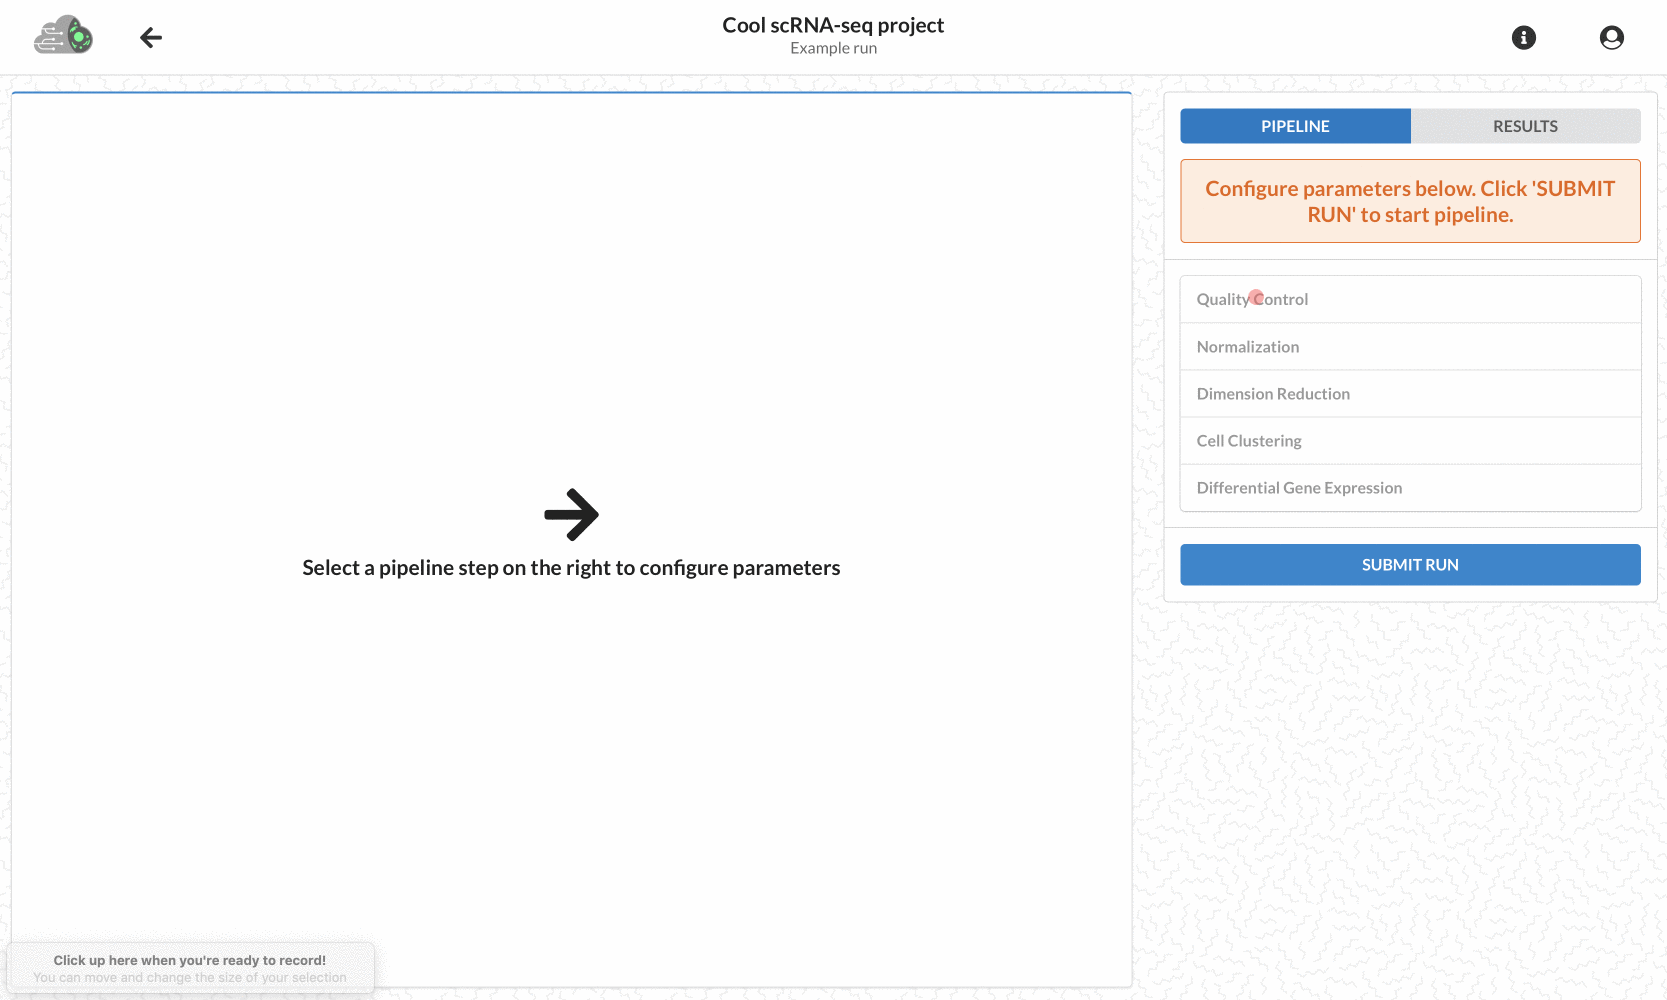 Cool scRNA-seq project
Example run
PIPELINE
RESULTS
Configure parameters below. Click 'SUBMIT
RUN' to start pipeline.
Quality Control
Normalization
Dimension Reduction
Cell Clustering
Differential Gene Expression
SUBMIT RUN
Select a pipeline step on the right to configure parameters
Click up here when you're ready to record!
You can move and change the size of your selection